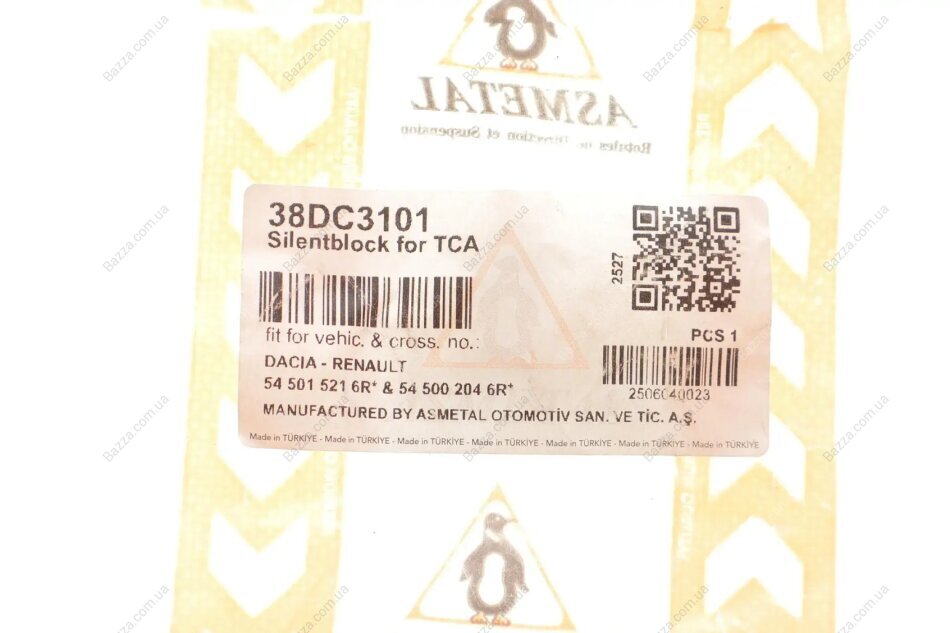 ASMETAL
Rotules de Direction et Suspension
38DC3101
Silentblock for TCA
2527
fit for vehic. & cross. no.:
PCS 1
DACIA - RENAULT
54 501 521 6R* & 54 500 204 6R*
2506040023
MANUFACTURED BY ASMETAL OTOMOTİV SAN. VE TİC. A.Ş.
Made in TÜRKİYE - Made in TÜRKİYE - Made in TÜRKİYE - Made in TÜRKİYE - Made in TÜRKİYE - Made in TÜRKİYE - Made in TÜRKİYE
Bazza.com.ua